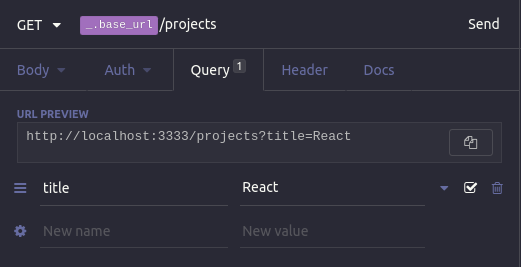 GET _.base_url/projects Send
Body Auth Query 1 Header Docs
URL PREVIEW
http://localhost:3333/projects?title=React
title React
New name New value